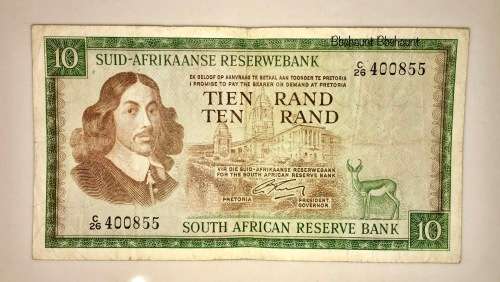 Bhahaunt Bhahaunt
10
SUID-AFRIKAANSE RESERWEBANK
C/26 400855
EK BELOOF OP AANVRAAG TE BETAAL AAN TOONDER TE PRETORIA
I PROMISE TO PAY THE BEARER ON DEMAND AT PRETORIA
TIEN RAND
TEN RAND
VIR DIE SUID-AFRIKAANSE RESERWEBANK
FOR THE SOUTH AFRICAN RESERVE BANK
PRETORIA
PRESIDENT
GOVERNOR
C/26 400855
SOUTH AFRICAN RESERVE BANK
10